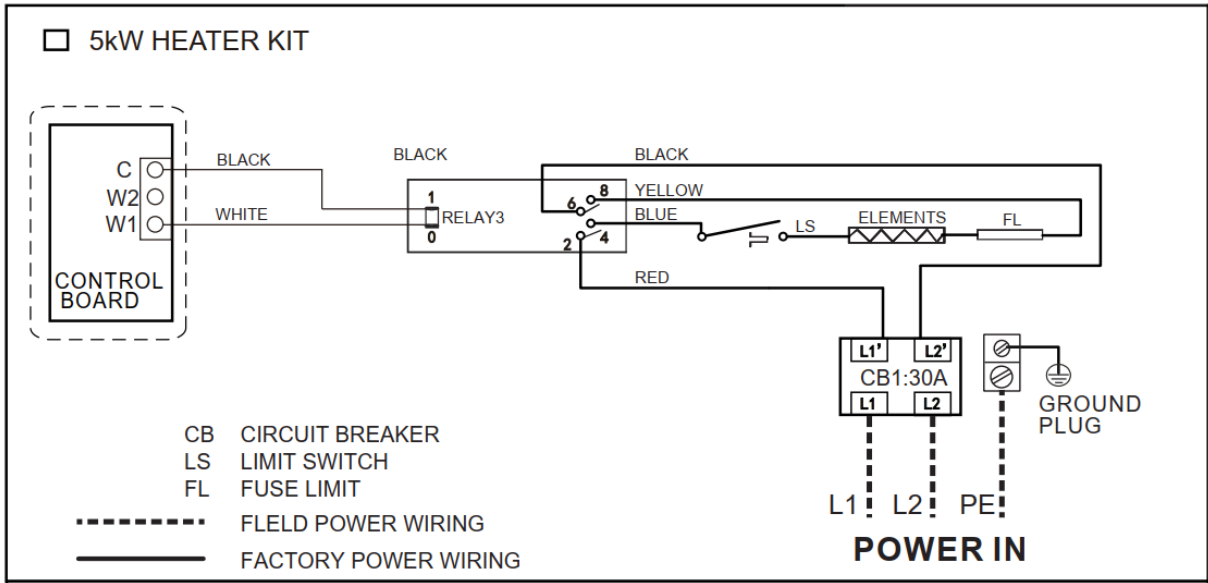 5kW HEATER KIT
BLACK
BLACK
BLACK
C
W2
W1
WHITE
CONTROL
BOARD
1
0
RELAY3
6
8
2
4
YELLOW
BLUE
LS
ELEMENTS
FL
RED
L1'
L2'
CB1:30A
L1
L2
GROUND
PLUG
CB CIRCUIT BREAKER
LS LIMIT SWITCH
FL FUSE LIMIT
FLELD POWER WIRING
FACTORY POWER WIRING
L1 L2 PE
POWER IN